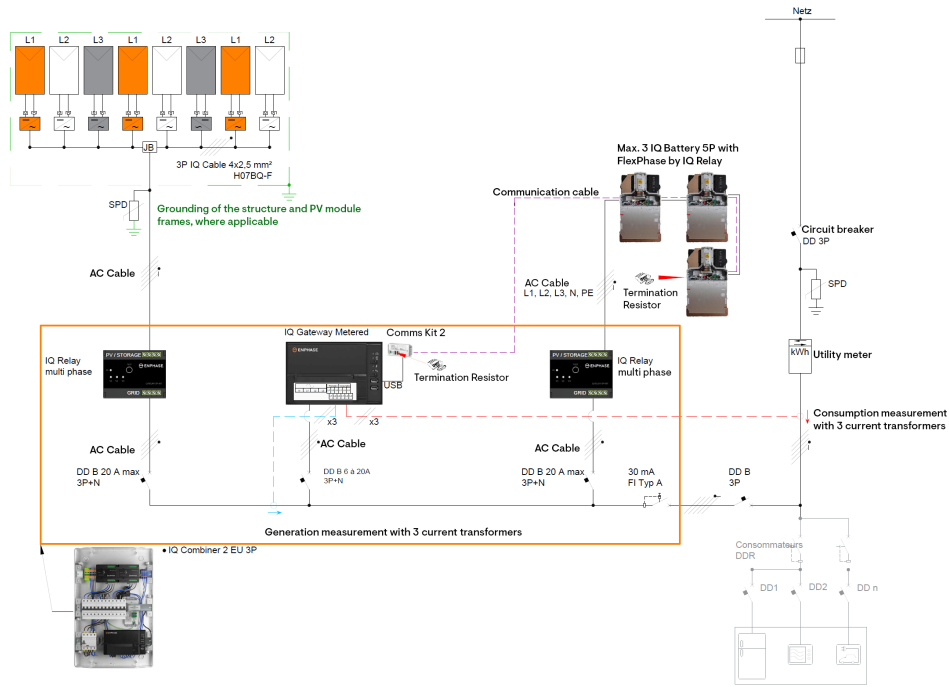 Netz
L1
L2
L3
L1
L2
L3
L1
L2
JB
3P IQ Cable 4x2,5 mm²
H07BQ-F
SPD
Grounding of the structure and PV module
frames, where applicable
AC Cable
Max. 3 IQ Battery 5P with
FlexPhase by IQ Relay
Communication cable
AC Cable
L1, L2, L3, N, PE
Termination
Resistor
Circuit breaker
DD 3P
SPD
kWh
Utility meter
IQ Relay
multi phase
PV / STORAGE
ENPHASE
GRID
IQ Gateway Metered
ENPHASE
Comms Kit 2
USB
Termination Resistor
PV / STORAGE
ENPHASE
GRID
IQ Relay
multi phase
x3
x3
Consumption measurement
with 3 current transformers
AC Cable
AC Cable
AC Cable
DD B 20 A max
3P+N
DD B 6 à 20A
3P+N
DD B 20 A max
3P+N
30 mA
FI Typ A
DD B
3P
Generation measurement with 3 current transformers
• IQ Combiner 2 EU 3P
Consommateurs
DDR
DD1
DD2
DD n